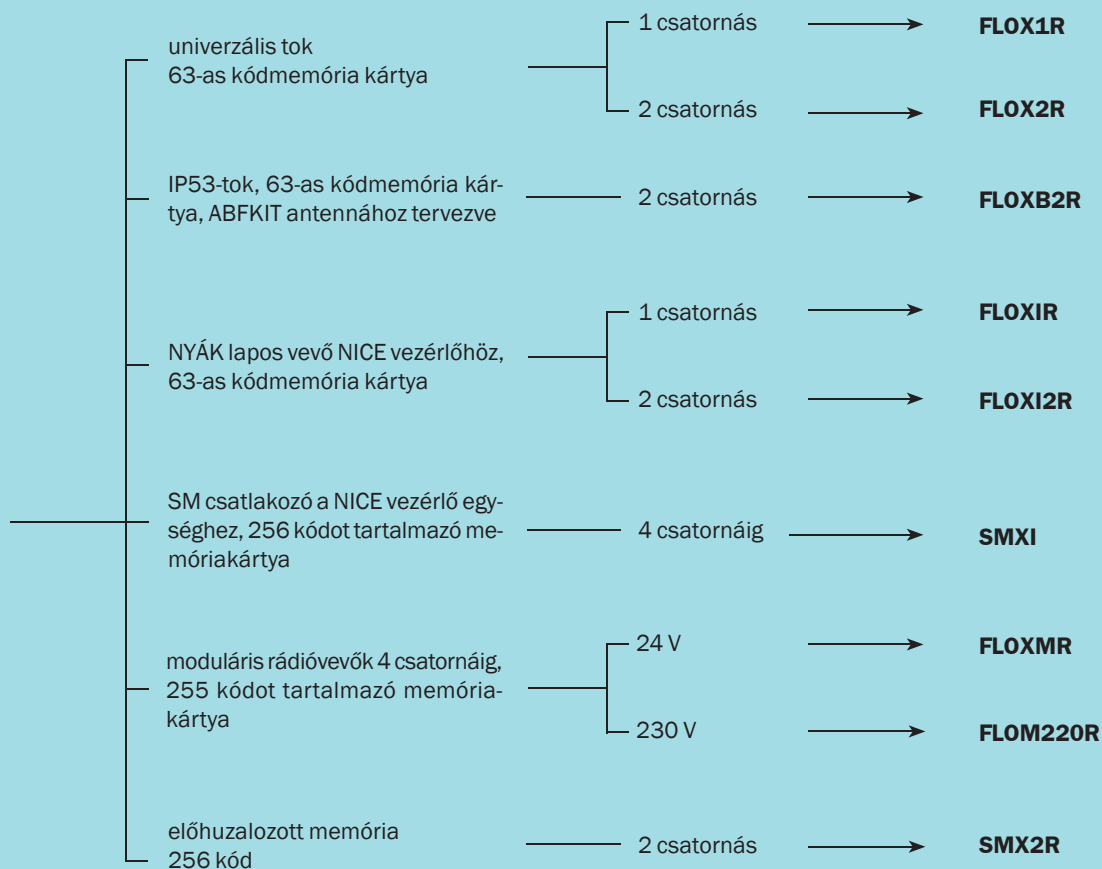 univerzális tok
63-as kódmemória kártya
1 csatornás
FLOX1R
2 csatornás
FLOX2R
IP53-tok, 63-as kódmemória kár-
tya, ABFKIT antennához tervezve
2 csatornás
FLOXB2R
NYÁK lapos vevő NICE vezérlőhöz,
63-as kódmemória kártya
1 csatornás
FLOXIR
2 csatornás
FLOXI2R
SM csatlakozó a NICE vezérlő egy-
séghez, 256 kódot tartalmazó me-
móriakártya
4 csatornáig
SMXI
moduláris rádióvevők 4 csatornáig,
255 kódot tartalmazó memória-
kártya
24 V
FLOXMR
230 V
FLOM220R
előhuzalozott memória
256 kód
2 csatornás
SMX2R